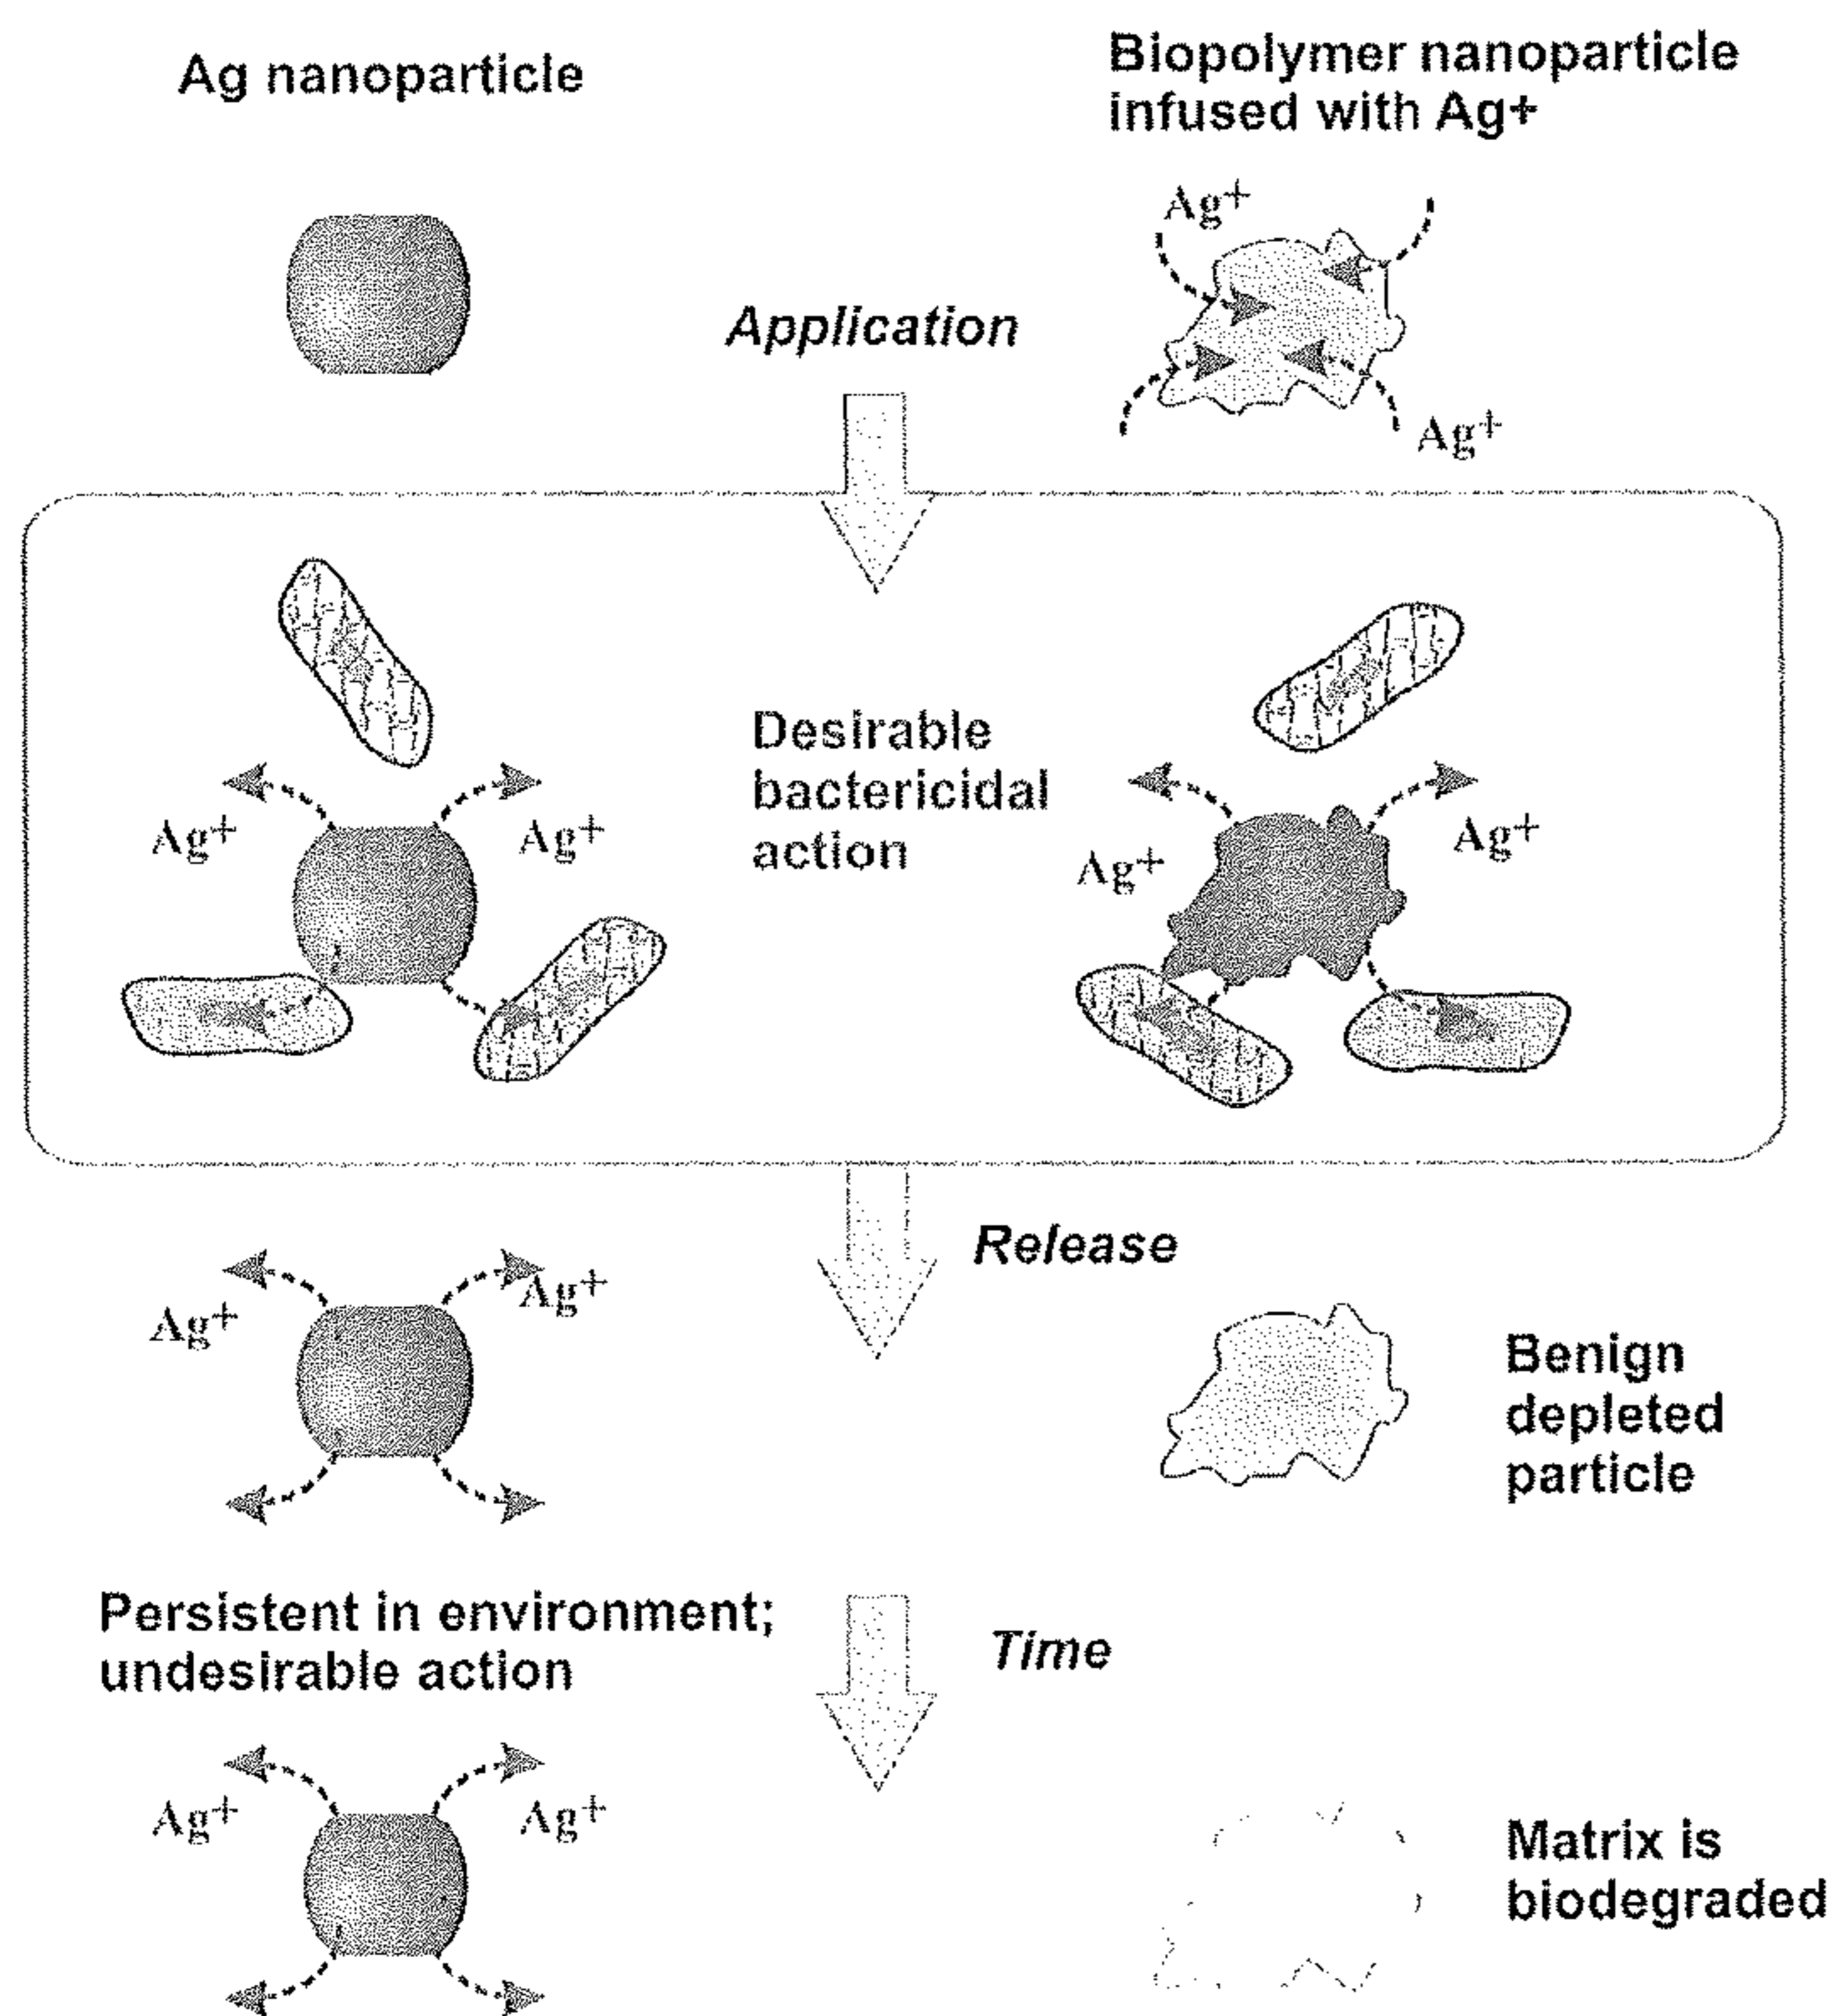 Ag nanoparticle
Biopolymer nanoparticle
infused with Ag+
Ag+
Application
Ag+
Desirable
bactericidal
action
Ag+
Ag+
Ag+
Ag+
Release
Ag+
Ag+
Benign
depleted
particle
Persistent in environment;
undesirable action
Time
Ag+
Ag+
Matrix is
biodegraded